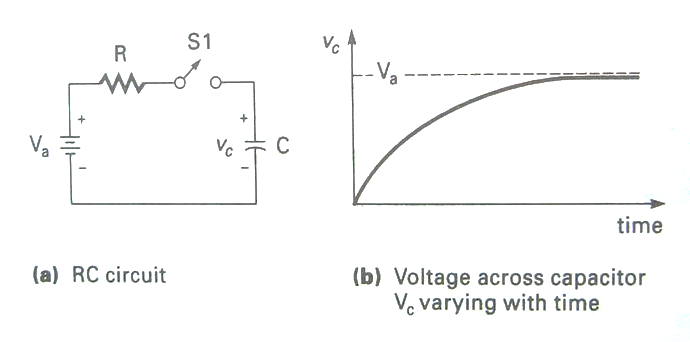 R
S1
+
+
Va
vc
C
-
-
vc
Va
time
(a) RC circuit
(b) Voltage across capacitor
Vc varying with time